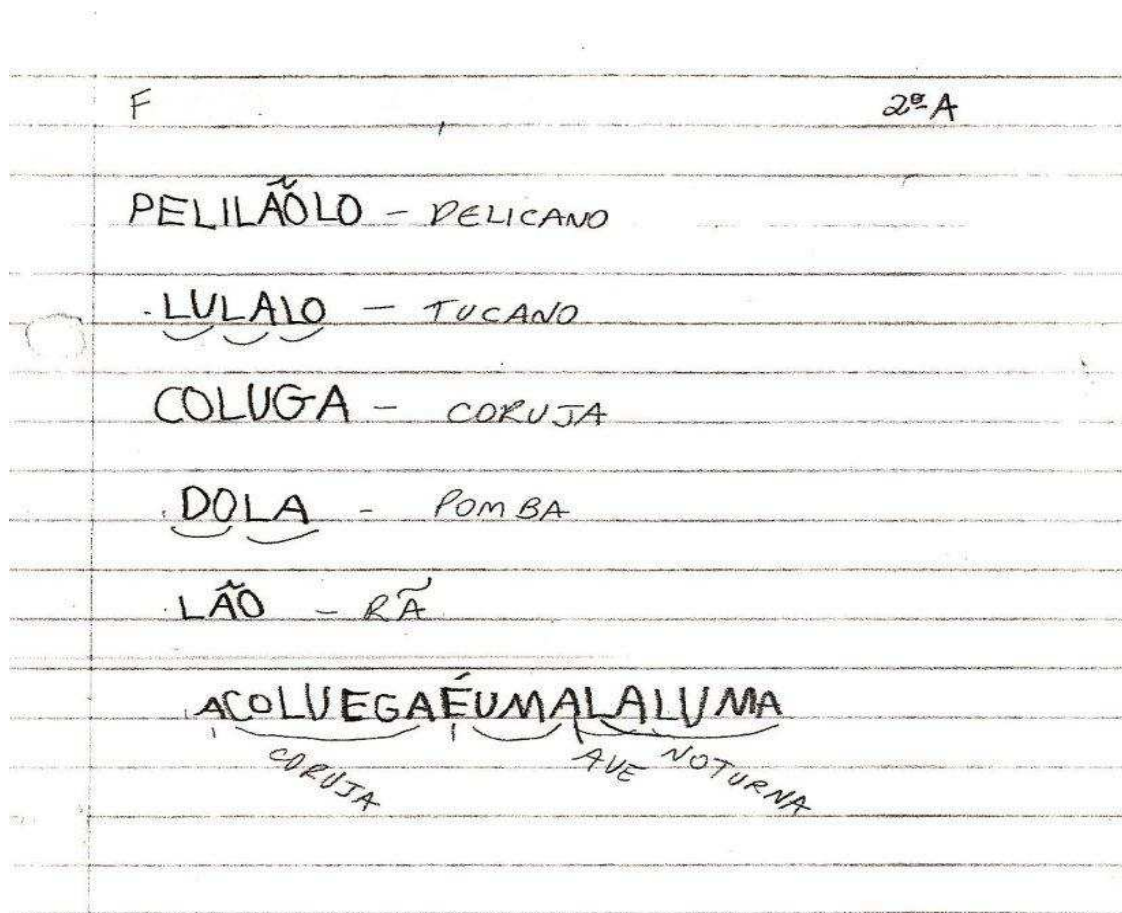 F 2º A
PELILÃOLO - PELICANO
LULALO - TUCANO
COLUGA - CORUJA
DOLA - POMBA
LÃO - RÃ
ACOLUEGAÉUMALALUMA
CORUJA AVE NOTURNA